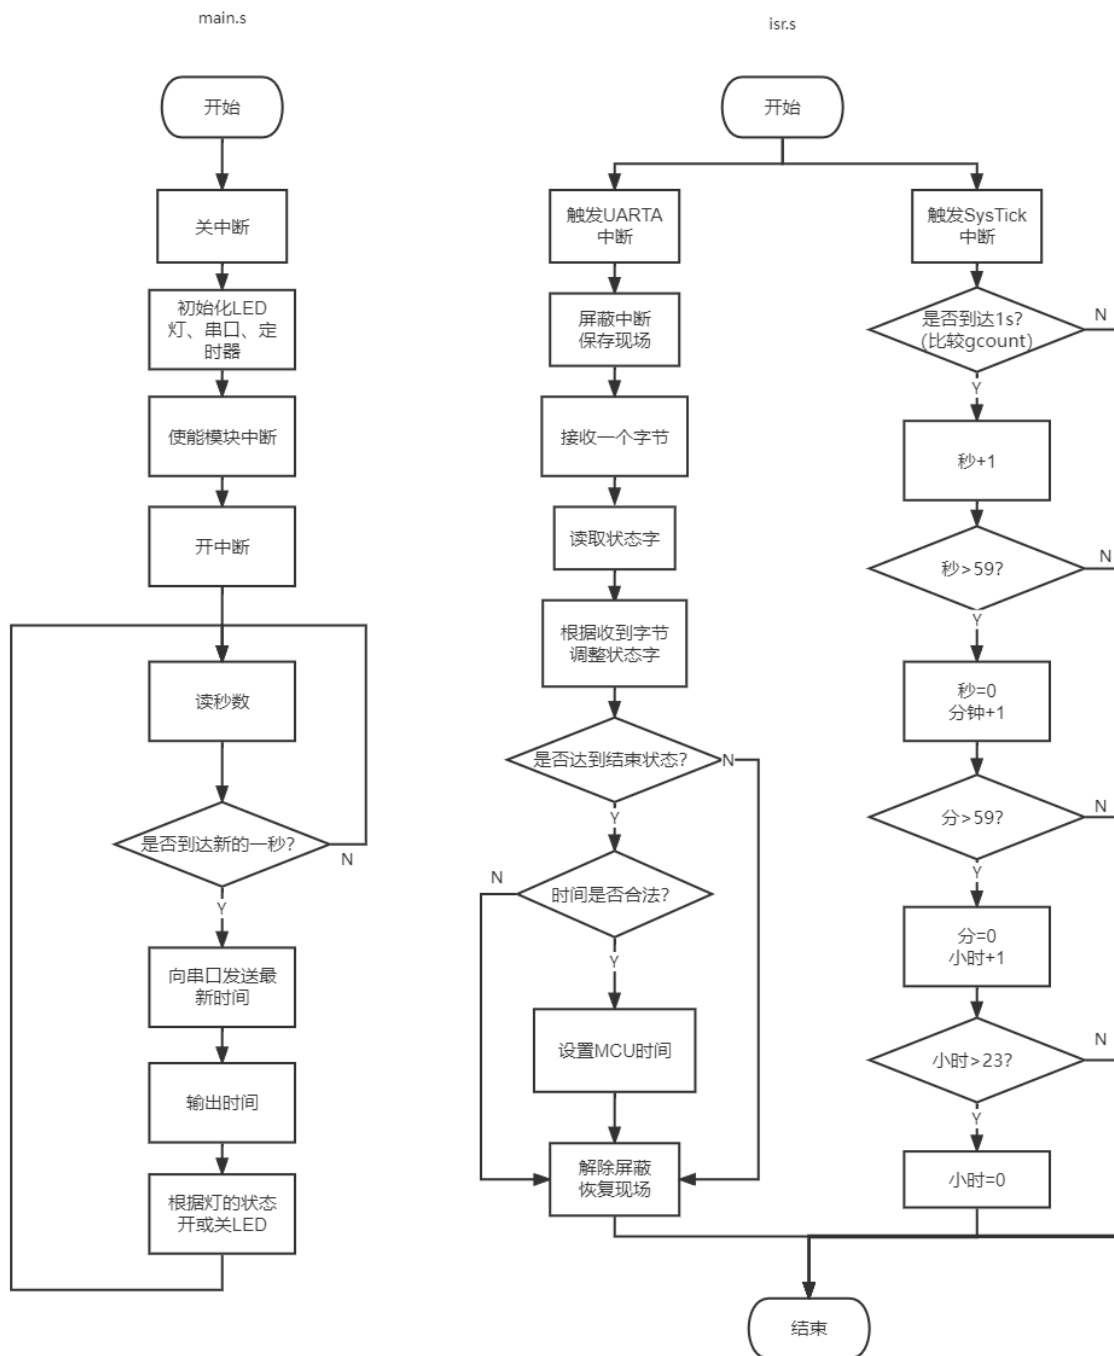 main.s
开始
关中断
初始化LED
灯、串口、定
时器
使能模块中断
开中断
读秒数
是否到达新的一秒?
N
Y
向串口发送最
新时间
输出时间
根据灯的状态
开或关LED
isr.s
开始
触发UARTA
中断
屏蔽中断
保存现场
接收一个字节
读取状态字
根据收到字节
调整状态字
是否达到结束状态?
N
Y
时间是否合法?
N
Y
设置MCU时间
解除屏蔽
恢复现场
触发SysTick
中断
是否到达1s?
(比较gcount)
N
Y
秒+1
秒>59?
N
Y
秒=0
分钟+1
分>59?
N
Y
分=0
小时+1
小时>23?
N
Y
小时=0
结束